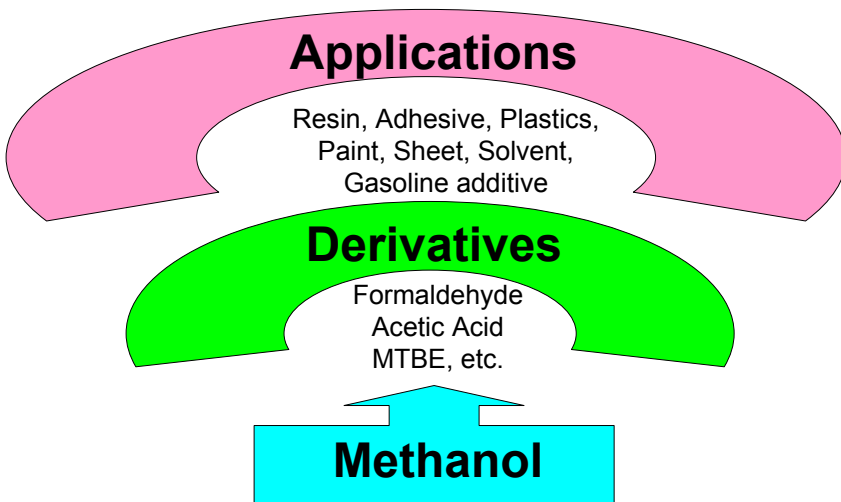 Applications
Resin, Adhesive, Plastics,
Paint, Sheet, Solvent,
Gasoline additive
Derivatives
Formaldehyde
Acetic Acid
MTBE, etc.
Methanol